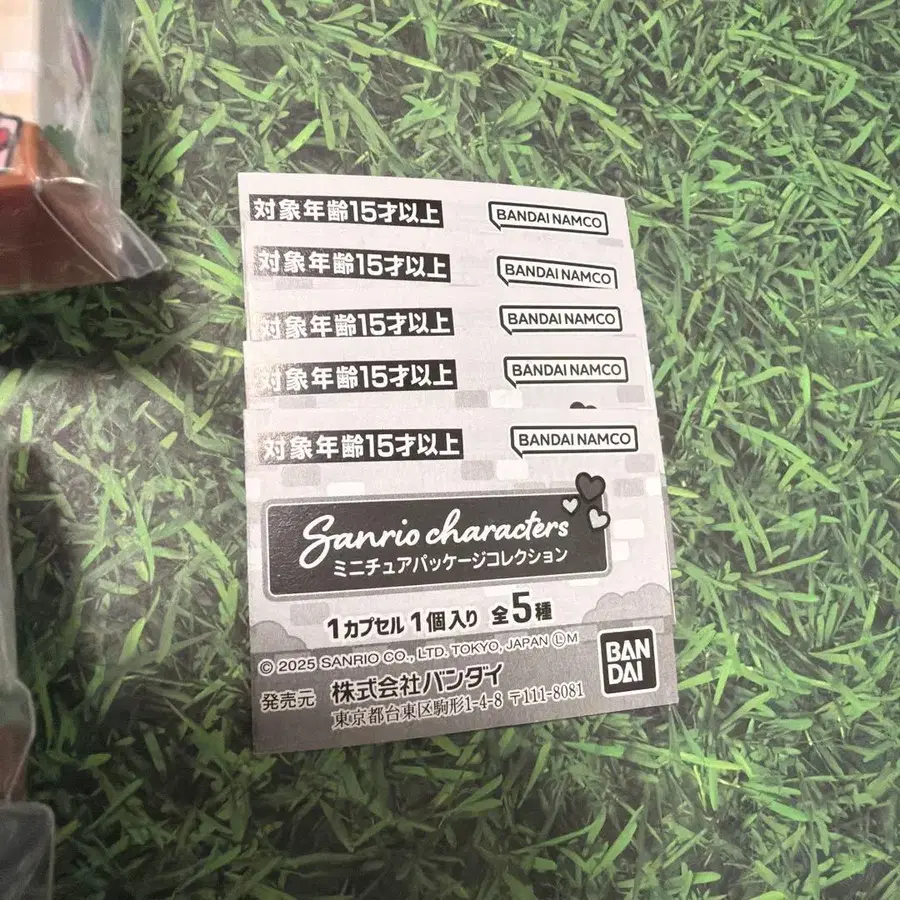 対象年齢15才以上 BANDAI NAMCO
対象年齢15才以上 BANDAI NAMCO
対象年齢15才以上 BANDAI NAMCO
対象年齢15才以上 BANDAI NAMCO
対象年齢15才以上 BANDAI NAMCO
Sanrio characters
ミニチュアパッケージコレクション
1カプセル1個入り 全5種
© 2025 SANRIO CO., LTD. TOKYO, JAPAN Ⓛ M
発売元 株式会社バンダイ
東京都台東区駒形1-4-8 〒111-8081
BAN
DAI